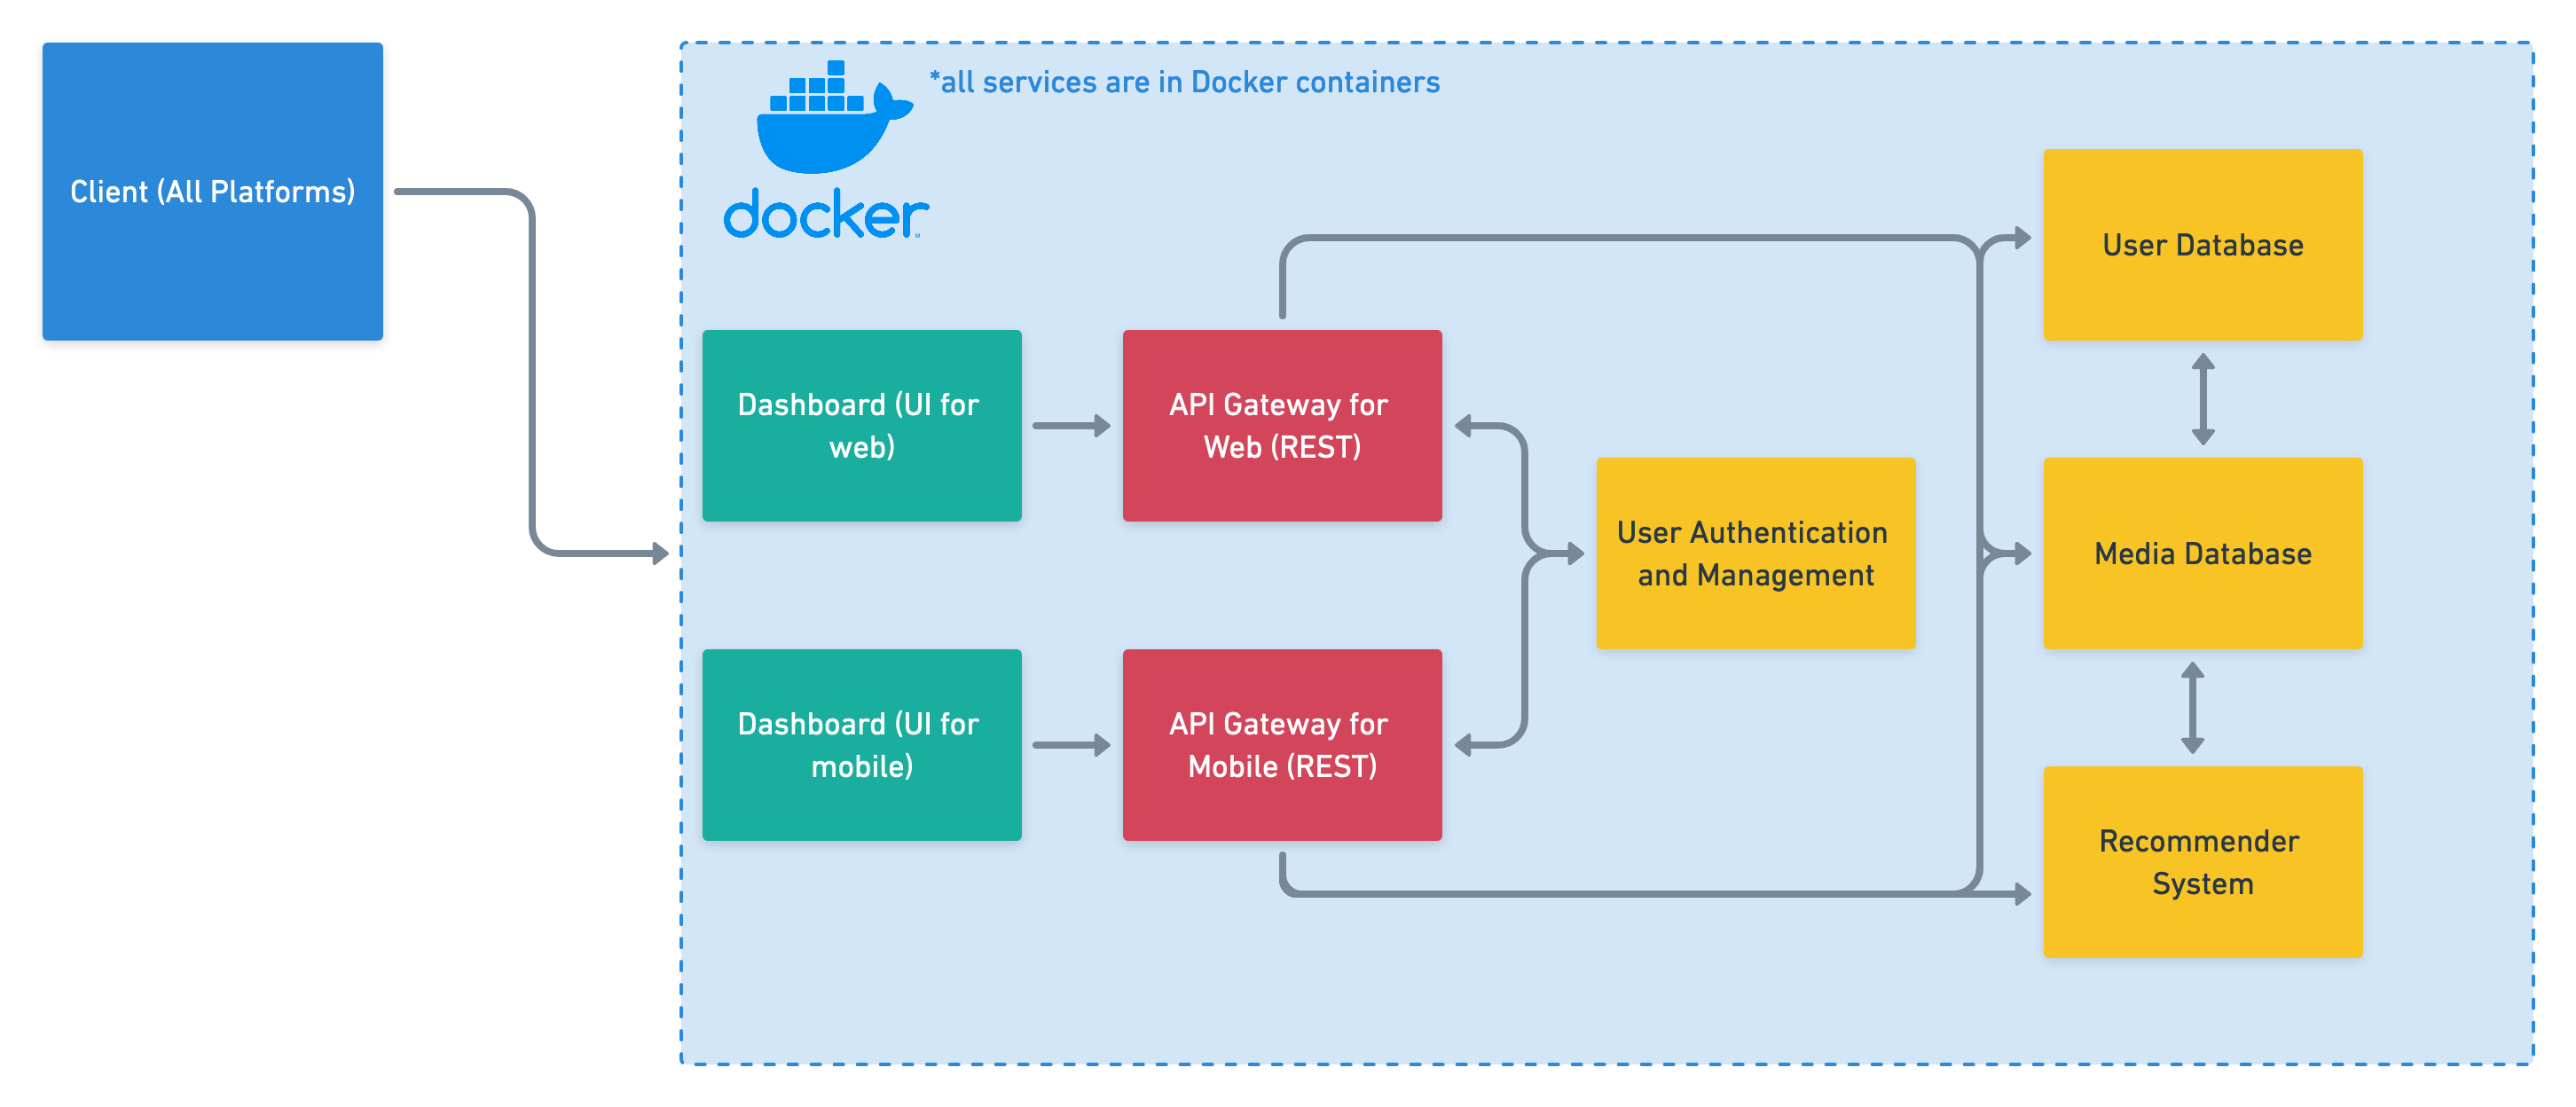 Client (All Platforms)
docker
*all services are in Docker containers
Dashboard (UI for
web)
API Gateway for
Web (REST)
Dashboard (UI for
mobile)
API Gateway for
Mobile (REST)
User Authentication
and Management
User Database
Media Database
Recommender
System